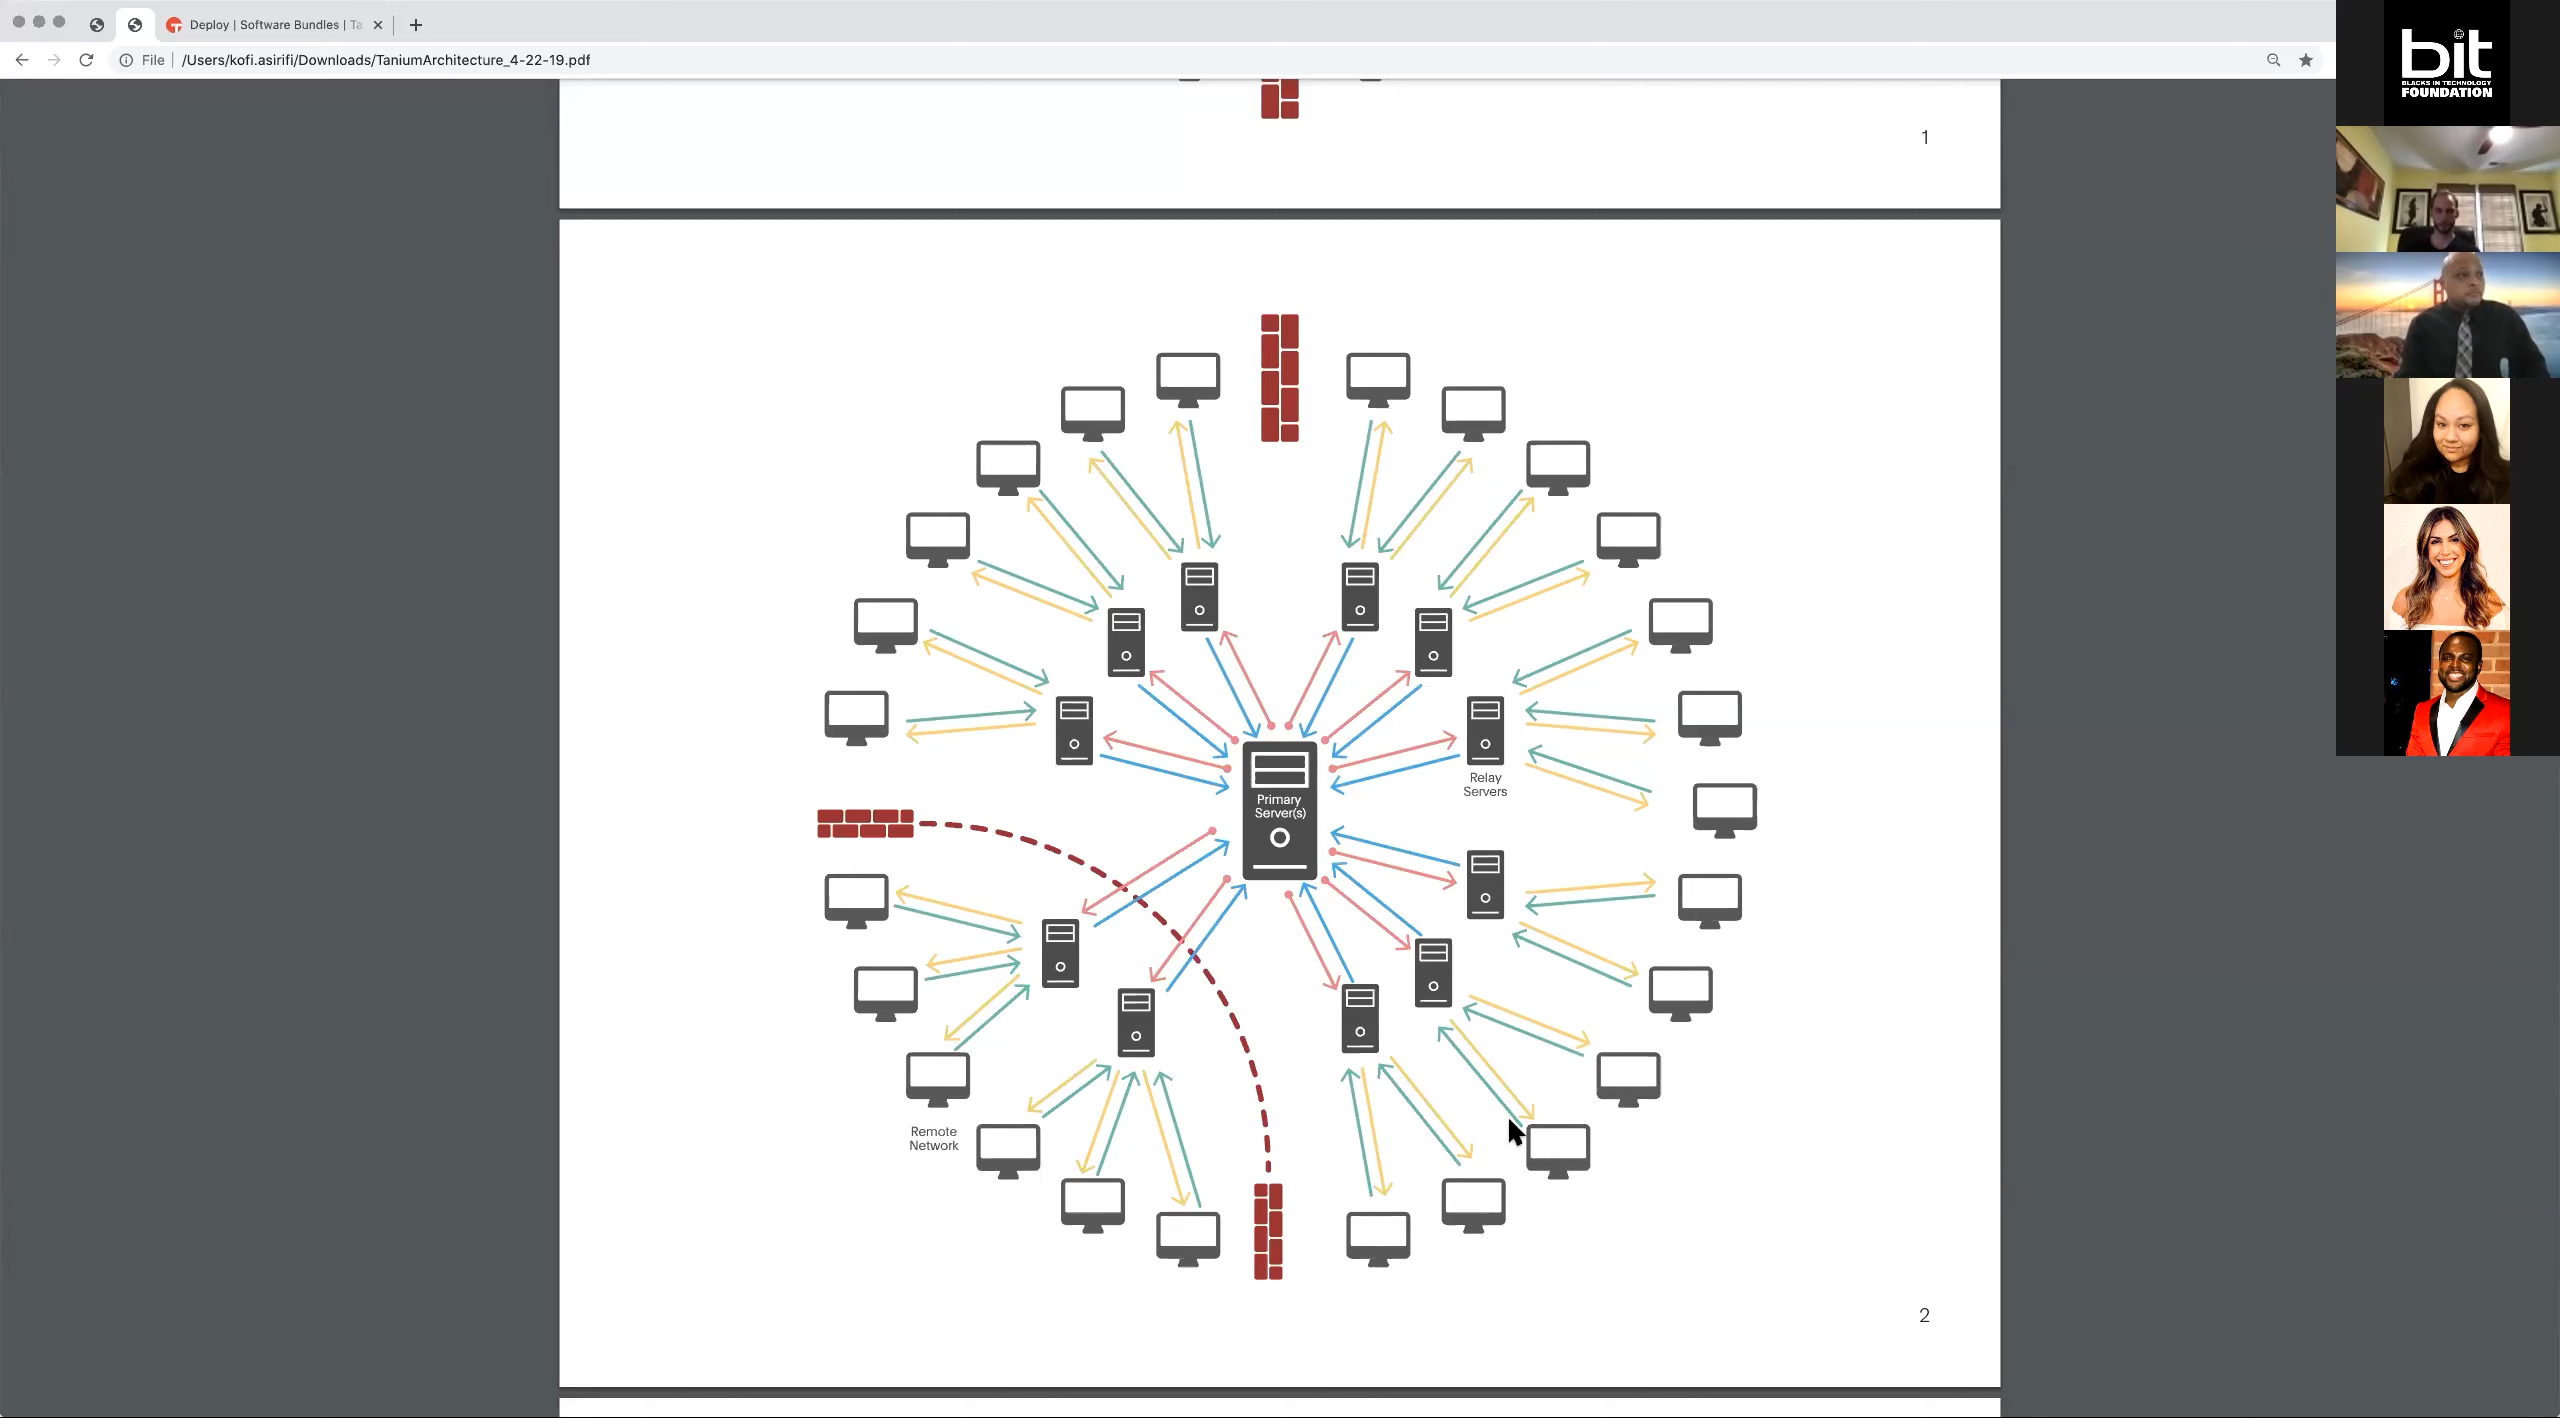 Deploy | Software Bundles | Ta
File
/Users/kofi.asirifi/Downloads/TaniumArchitecture_4-22-19.pdf
bit
BLACKS IN TECHNOLOGY
FOUNDATION
1
Primary
Server(s)
Relay
Servers
Remote
Network
2